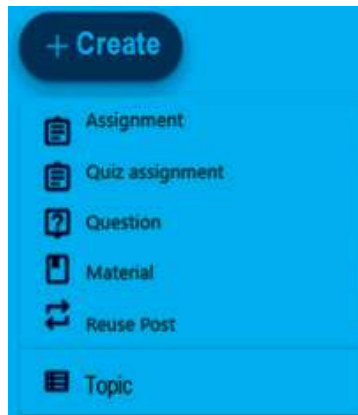 + Create
Assignment
Quiz assignment
Question
Material
Reuse Post
Topic